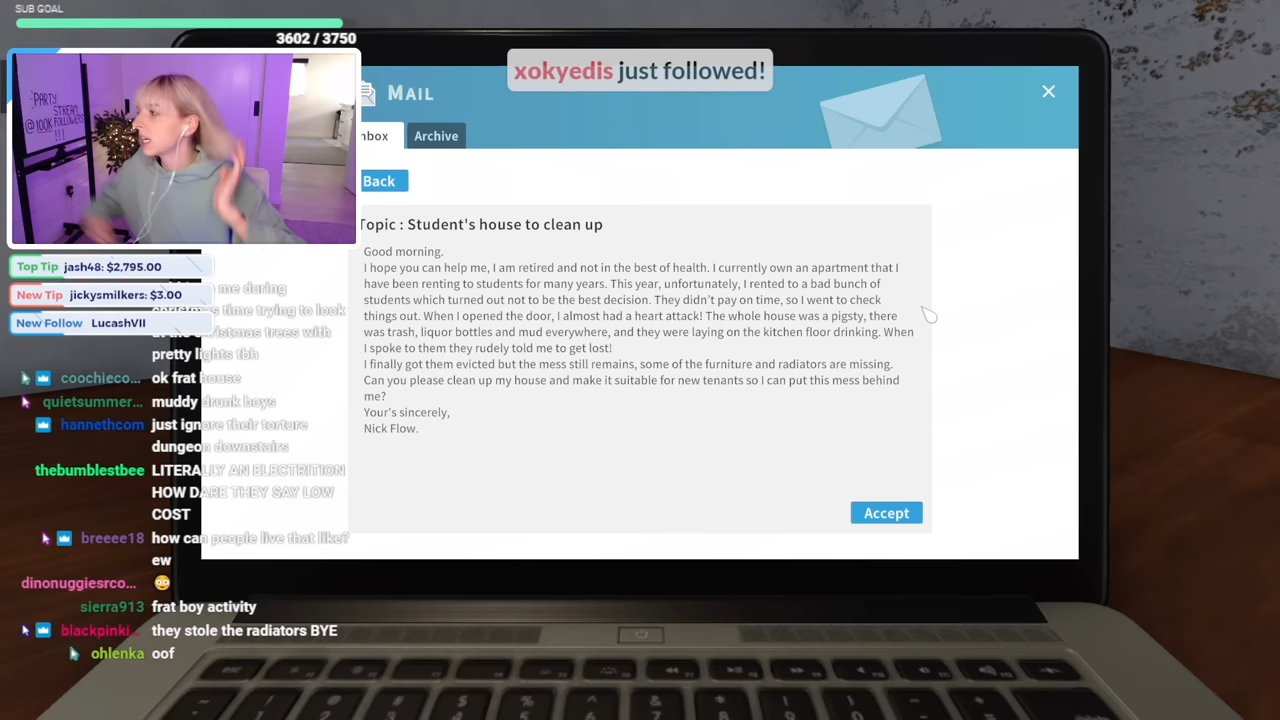 SUB GOAL
3602 / 3750
PARTY
STREAM
@100K FOLLOWERS
!!!
xokyedis just followed!
MAIL
nbox
Archive
Back
Topic : Student's house to clean up
Good morning.
I hope you can help me, I am retired and not in the best of health. I currently own an apartment that I
have been renting to students for many years. This year, unfortunately, I rented to a bad bunch of
students which turned out not to be the best decision. They didn't pay on time, so I went to check
things out. When I opened the door, I almost had a heart attack! The whole house was a pigsty, there
was trash, liquor bottles and mud everywhere, and they were laying on the kitchen floor drinking. When
I spoke to them they rudely told me to get lost!
I finally got them evicted but the mess still remains, some of the furniture and radiators are missing.
Can you please clean up my house and make it suitable for new tenants so I can put this mess behind
me?
Your's sincerely,
Nick Flow.
Accept
Top Tip jash48: $2,795.00
New Tip jickysmilkers: $3.00
New Follow LucashVII
me during
time trying to look
christmas trees with
pretty lights tbh
coochieco... ok frat house
quietsummer... muddy drunk boys
hannethcom just ignore their torture
dungeon downstairs
thebumblestbee LITERALLY AN ELECTRITION
HOW DARE THEY SAY LOW
COST
breeee18 how can people live that like?
ew
dinonuggiesrco... 😳
sierra913 frat boy activity
blackpinki... they stole the radiators BYE
ohlenka oof